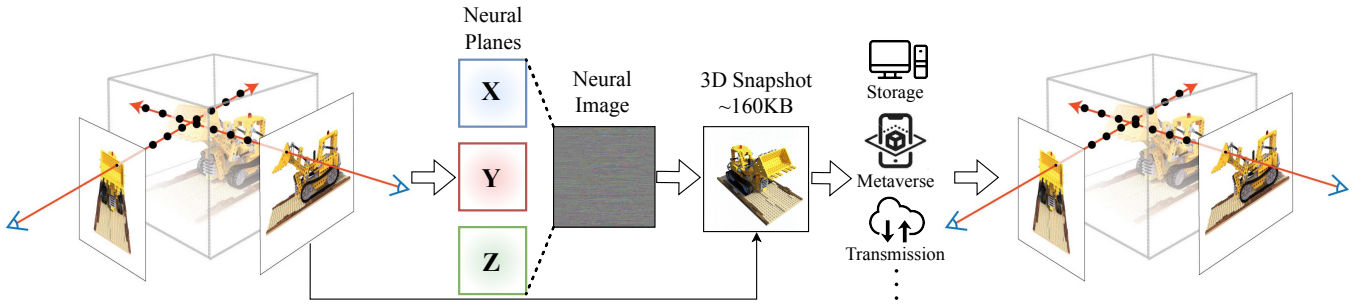 Neural
Planes
X
Y
Z
Neural
Image
3D Snapshot
~160KB
Storage
Metaverse
Transmission